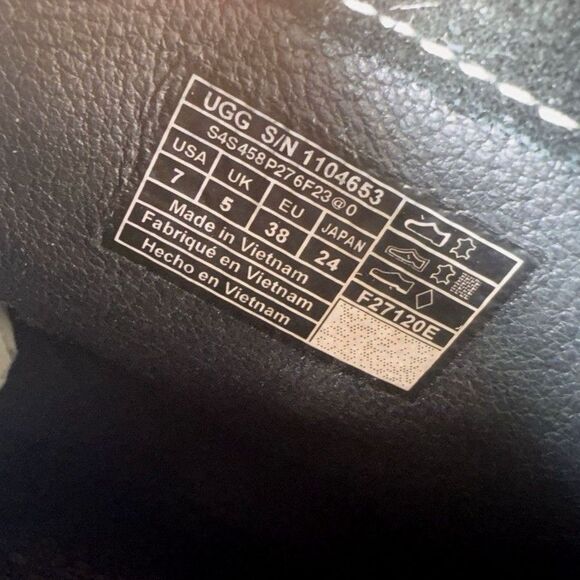 UGG S/N 1104653
S4S458P276F23@0
USA UK EU JAPAN
7 5 38 24
Made in Vietnam
Fabriqué en Vietnam
Hecho en Vietnam
F27120E